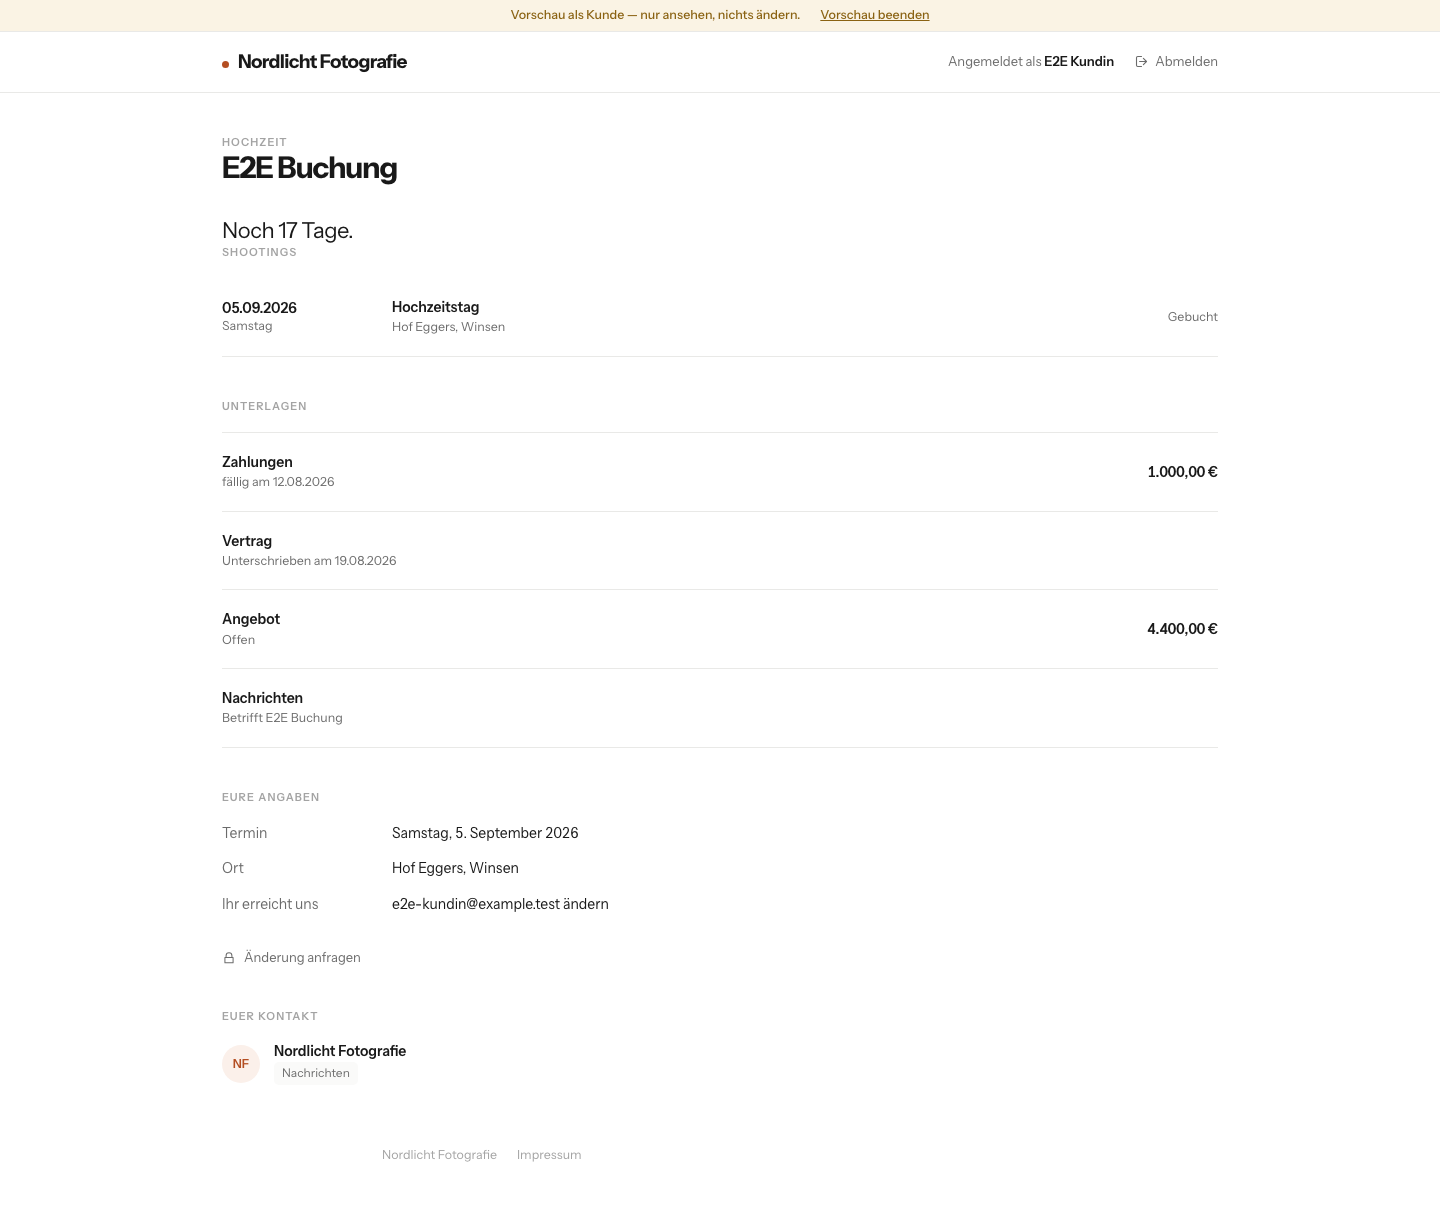 Vorschau als Kunde — nur ansehen, nichts ändern. Vorschau beenden
Nordlicht Fotografie
Angemeldet als E2E Kundin Abmelden
HOCHZEIT
E2E Buchung
Noch 17 Tage.
SHOOTINGS
05.09.2026
Samstag
Hochzeitstag
Hof Eggers, Winsen
Gebucht
UNTERLAGEN
Zahlungen
fällig am 12.08.2026
1.000,00 €
Vertrag
Unterschrieben am 19.08.2026
Angebot
Offen
4.400,00 €
Nachrichten
Betrifft E2E Buchung
EURE ANGABEN
Termin Samstag, 5. September 2026
Ort Hof Eggers, Winsen
Ihr erreicht uns e2e-kundin@example.test ändern
Änderung anfragen
EUER KONTAKT
NF
Nordlicht Fotografie
Nachrichten
Nordlicht Fotografie Impressum